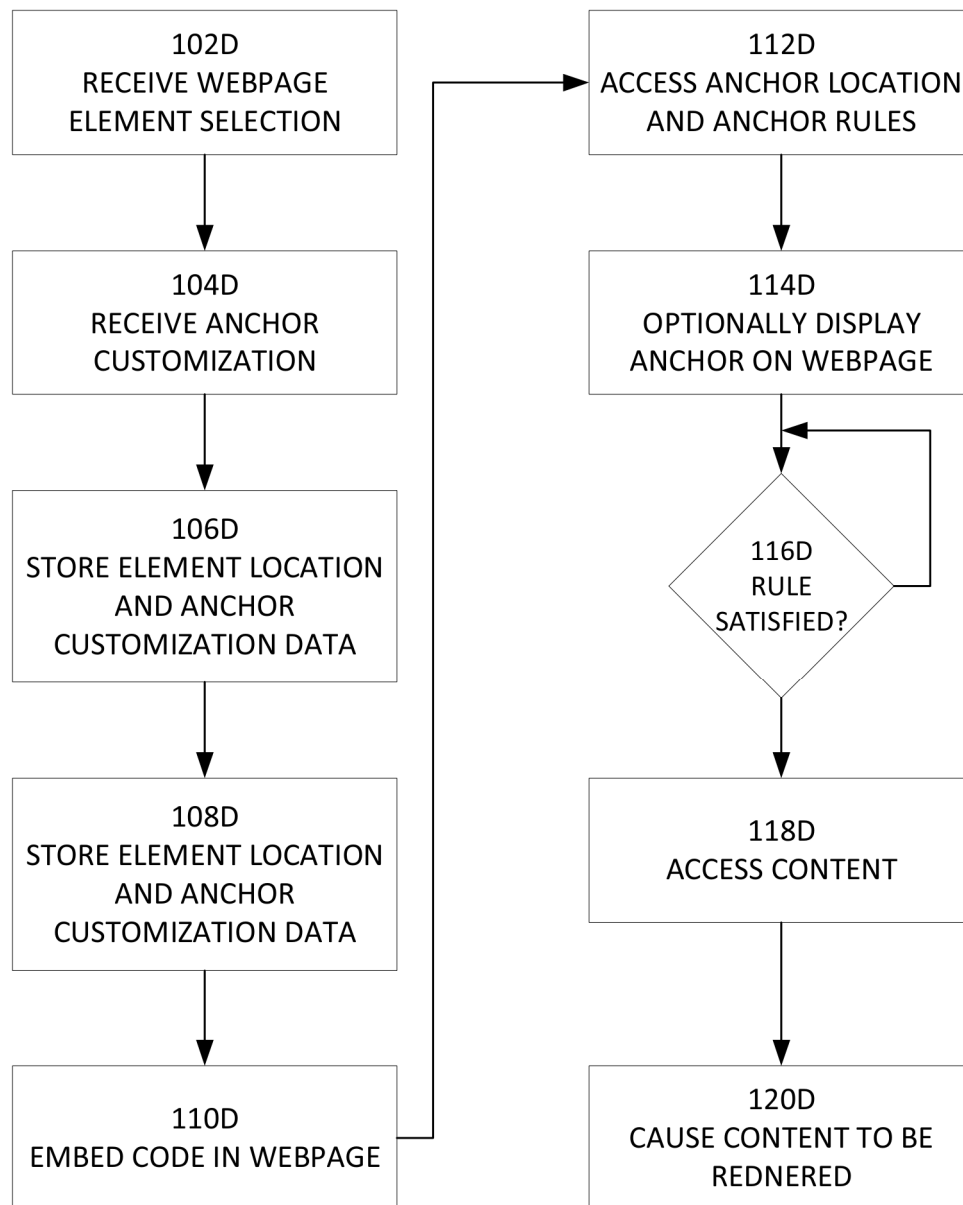 102D
RECEIVE WEBPAGE
ELEMENT SELECTION
104D
RECEIVE ANCHOR
CUSTOMIZATION
106D
STORE ELEMENT LOCATION
AND ANCHOR
CUSTOMIZATION DATA
108D
STORE ELEMENT LOCATION
AND ANCHOR
CUSTOMIZATION DATA
110D
EMBED CODE IN WEBPAGE
112D
ACCESS ANCHOR LOCATION
AND ANCHOR RULES
114D
OPTIONALLY DISPLAY
ANCHOR ON WEBPAGE
116D
RULE
SATISFIED?
118D
ACCESS CONTENT
120D
CAUSE CONTENT TO BE
REDNERED